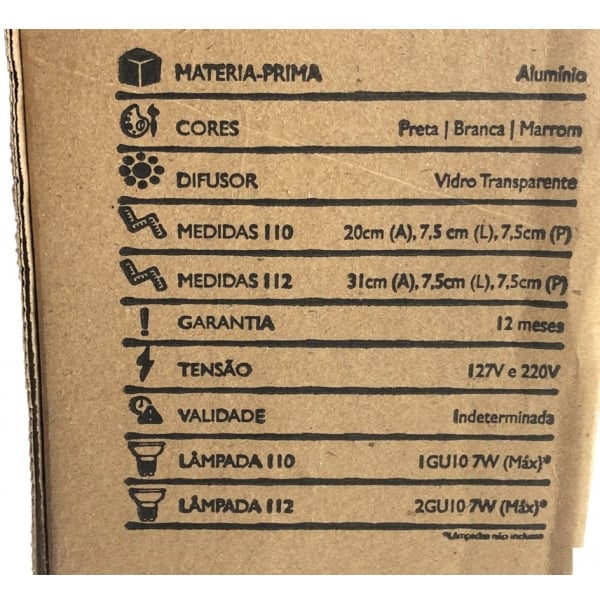 MATERIA-PRIMA Alumínio
CORES Preta | Branca | Marrom
DIFUSOR Vidro Transparente
MEDIDAS 110 20cm (A), 7,5 cm (L), 7,5cm (P)
MEDIDAS 112 31cm (A), 7,5cm (L), 7,5cm (P)
GARANTIA 12 meses
TENSÃO 127V e 220V
VALIDADE Indeterminada
LÂMPADA 110 1GU10 7W (Máx)*
LÂMPADA 112 2GU10 7W (Máx)*
*Lâmpadas não inclusas